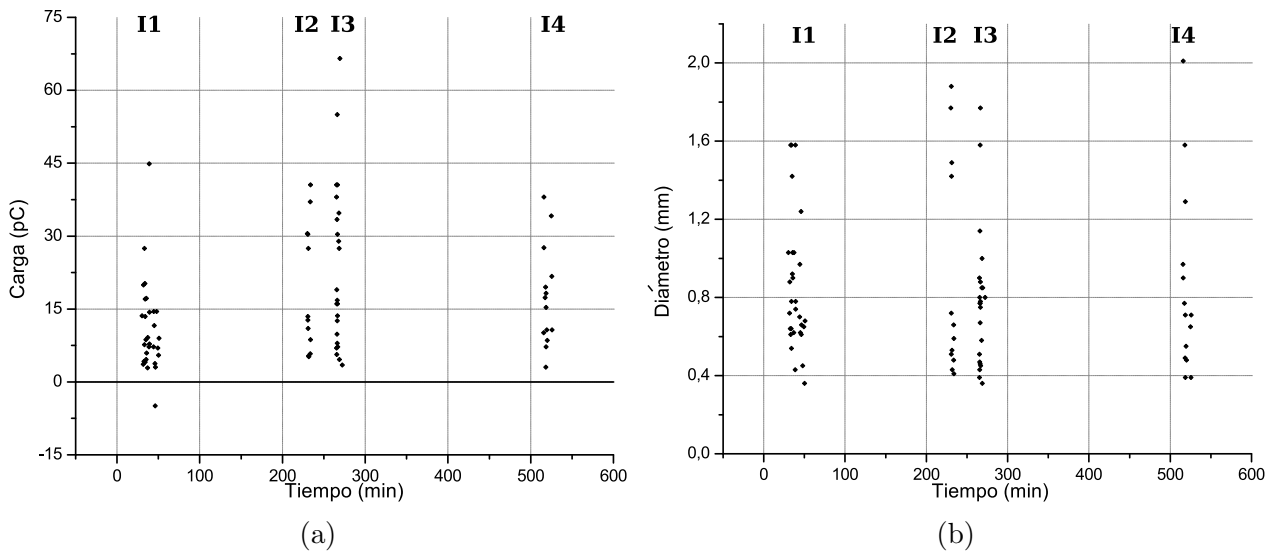 I1 I2 I3 I4
75
60
45
30
15
0
-15
Carga (pC)
0 100 200 300 400 500 600
Tiempo (min)
(a)
I1 I2 I3 I4
2,0
1,6
1,2
0,8
0,4
0,0
Diámetro (mm)
0 100 200 300 400 500 600
Tiempo (min)
(b)